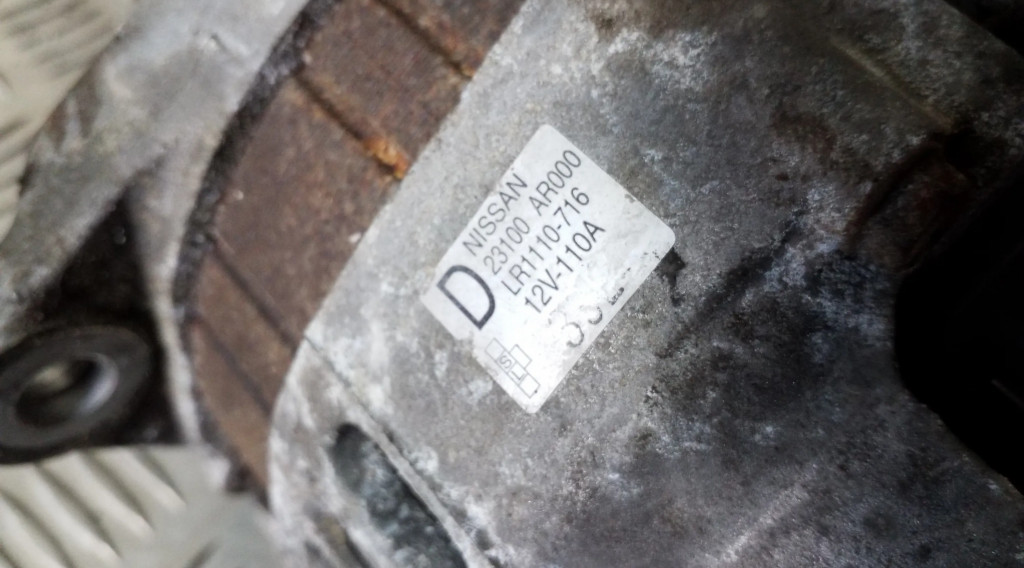 D
NISSAN
23100 AR000
LR1110-716
12V-110A
S
L